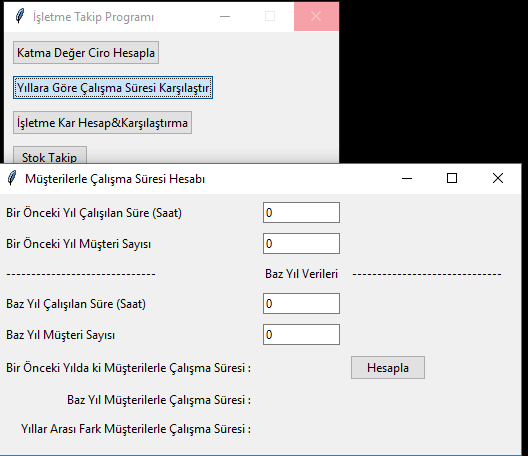 İşletme Takip Programı
Katma Değer Ciro Hesapla
Yıllara Göre Çalışma Süresi Karşılaştır
İşletme Kar Hesap&Karşılaştırma
Stok Takip
Müşterilerle Çalışma Süresi Hesabı
Bir Önceki Yıl Çalışılan Süre (Saat) 0
Bir Önceki Yıl Müşteri Sayısı 0
------------------------------ Baz Yıl Verileri ------------------------------
Baz Yıl Çalışılan Süre (Saat) 0
Baz Yıl Müşteri Sayısı 0
Bir Önceki Yılda ki Müşterilerle Çalışma Süresi : Hesapla
Baz Yıl Müşterilerle Çalışma Süresi :
Yıllar Arası Fark Müşterilerle Çalışma Süresi :